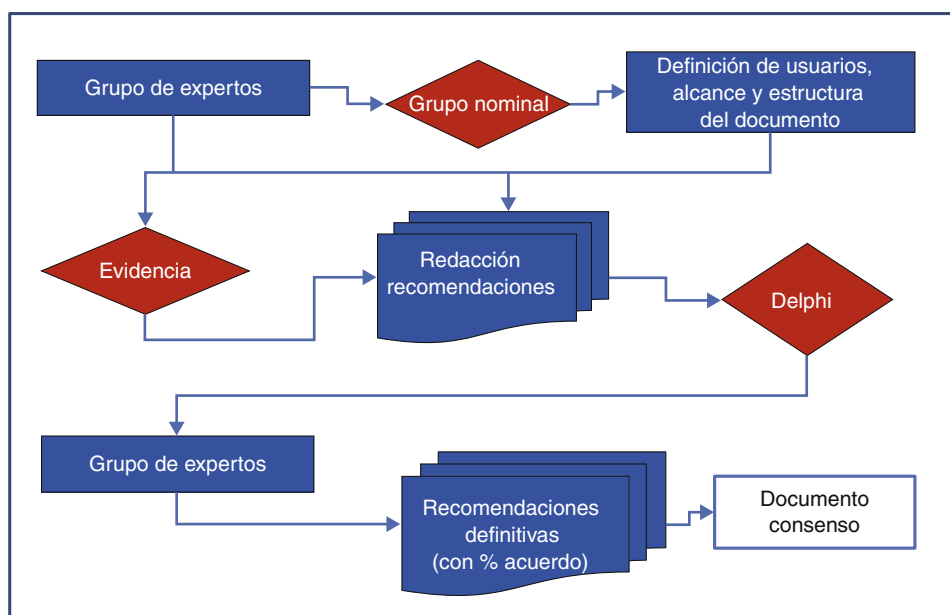 Grupo de expertos
Grupo nominal
Definición de usuarios,
alcance y estructura
del documento
Evidencia
Redacción
recomendaciones
Delphi
Grupo de expertos
Recomendaciones
definitivas
(con % acuerdo)
Documento
consenso